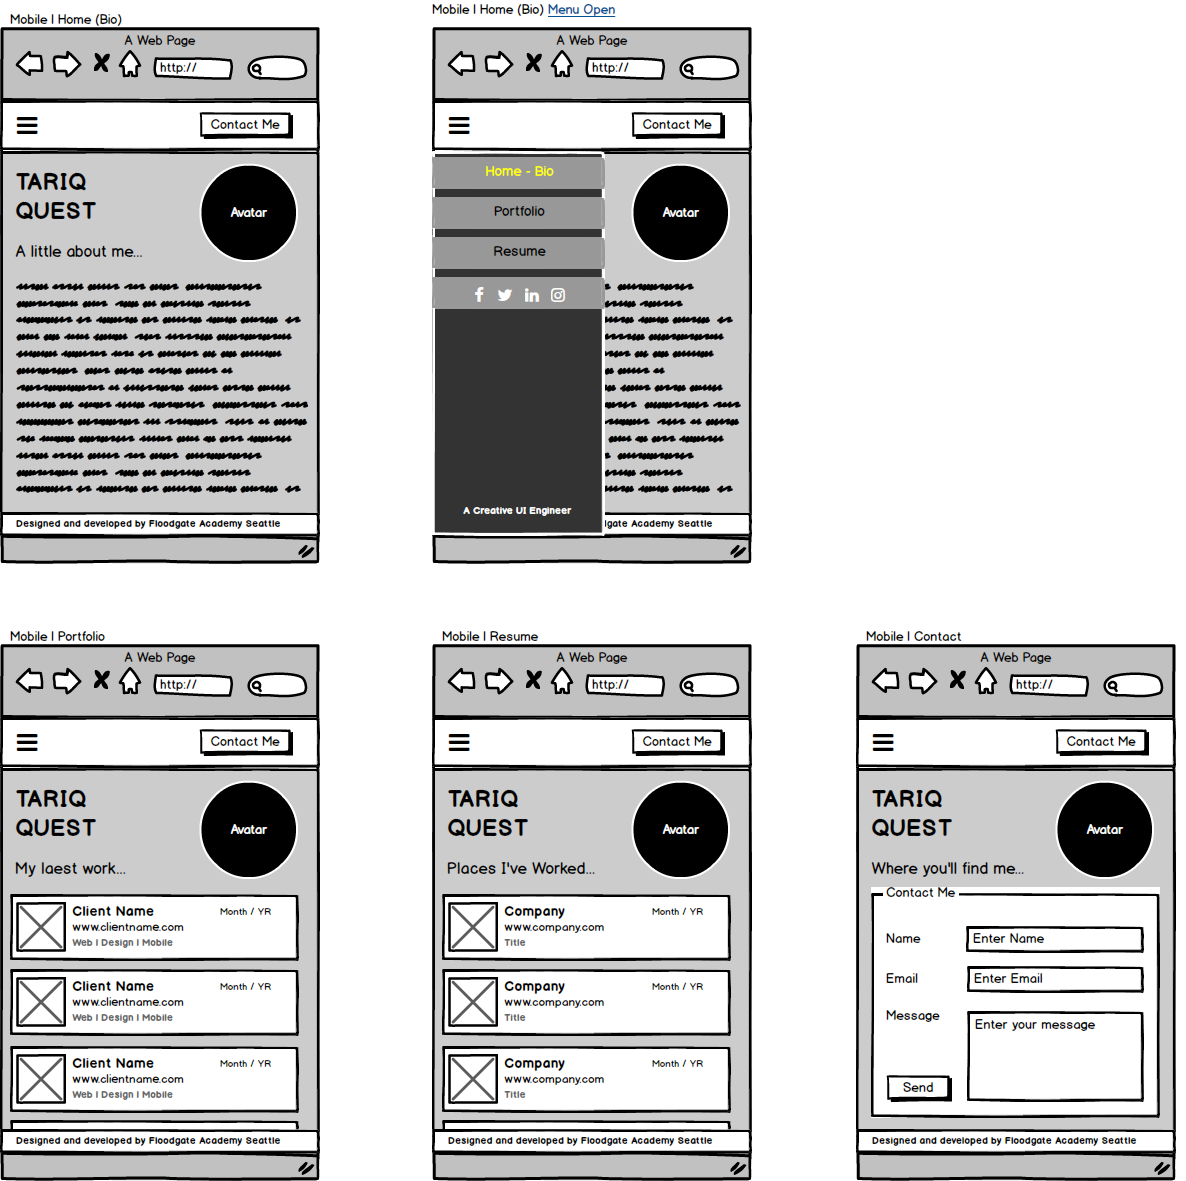 Mobile | Home (Bio)
A Web Page
http://
Contact Me
TARIQ
QUEST
Avatar
A little about me...
Designed and developed by Floodgate Academy Seattle
Mobile | Home (Bio) Menu Open
A Web Page
http://
Contact Me
Home - Bio
Portfolio
Resume
Avatar
A Creative UI Engineer
by Floodgate Academy Seattle
Mobile | Portfolio
A Web Page
http://
Contact Me
TARIQ
QUEST
Avatar
My laest work...
Client Name Month / YR
www.clientname.com
Web | Design | Mobile
Client Name Month / YR
www.clientname.com
Web | Design | Mobile
Client Name Month / YR
www.clientname.com
Web | Design | Mobile
Designed and developed by Floodgate Academy Seattle
Mobile | Resume
A Web Page
http://
Contact Me
TARIQ
QUEST
Avatar
Places I've Worked...
Company Month / YR
www.company.com
Title
Company Month / YR
www.company.com
Title
Company Month / YR
www.company.com
Title
Designed and developed by Floodgate Academy Seattle
Mobile | Contact
A Web Page
http://
Contact Me
TARIQ
QUEST
Avatar
Where you'll find me...
Contact Me
Name Enter Name
Email Enter Email
Message Enter your message
Send
Designed and developed by Floodgate Academy Seattle